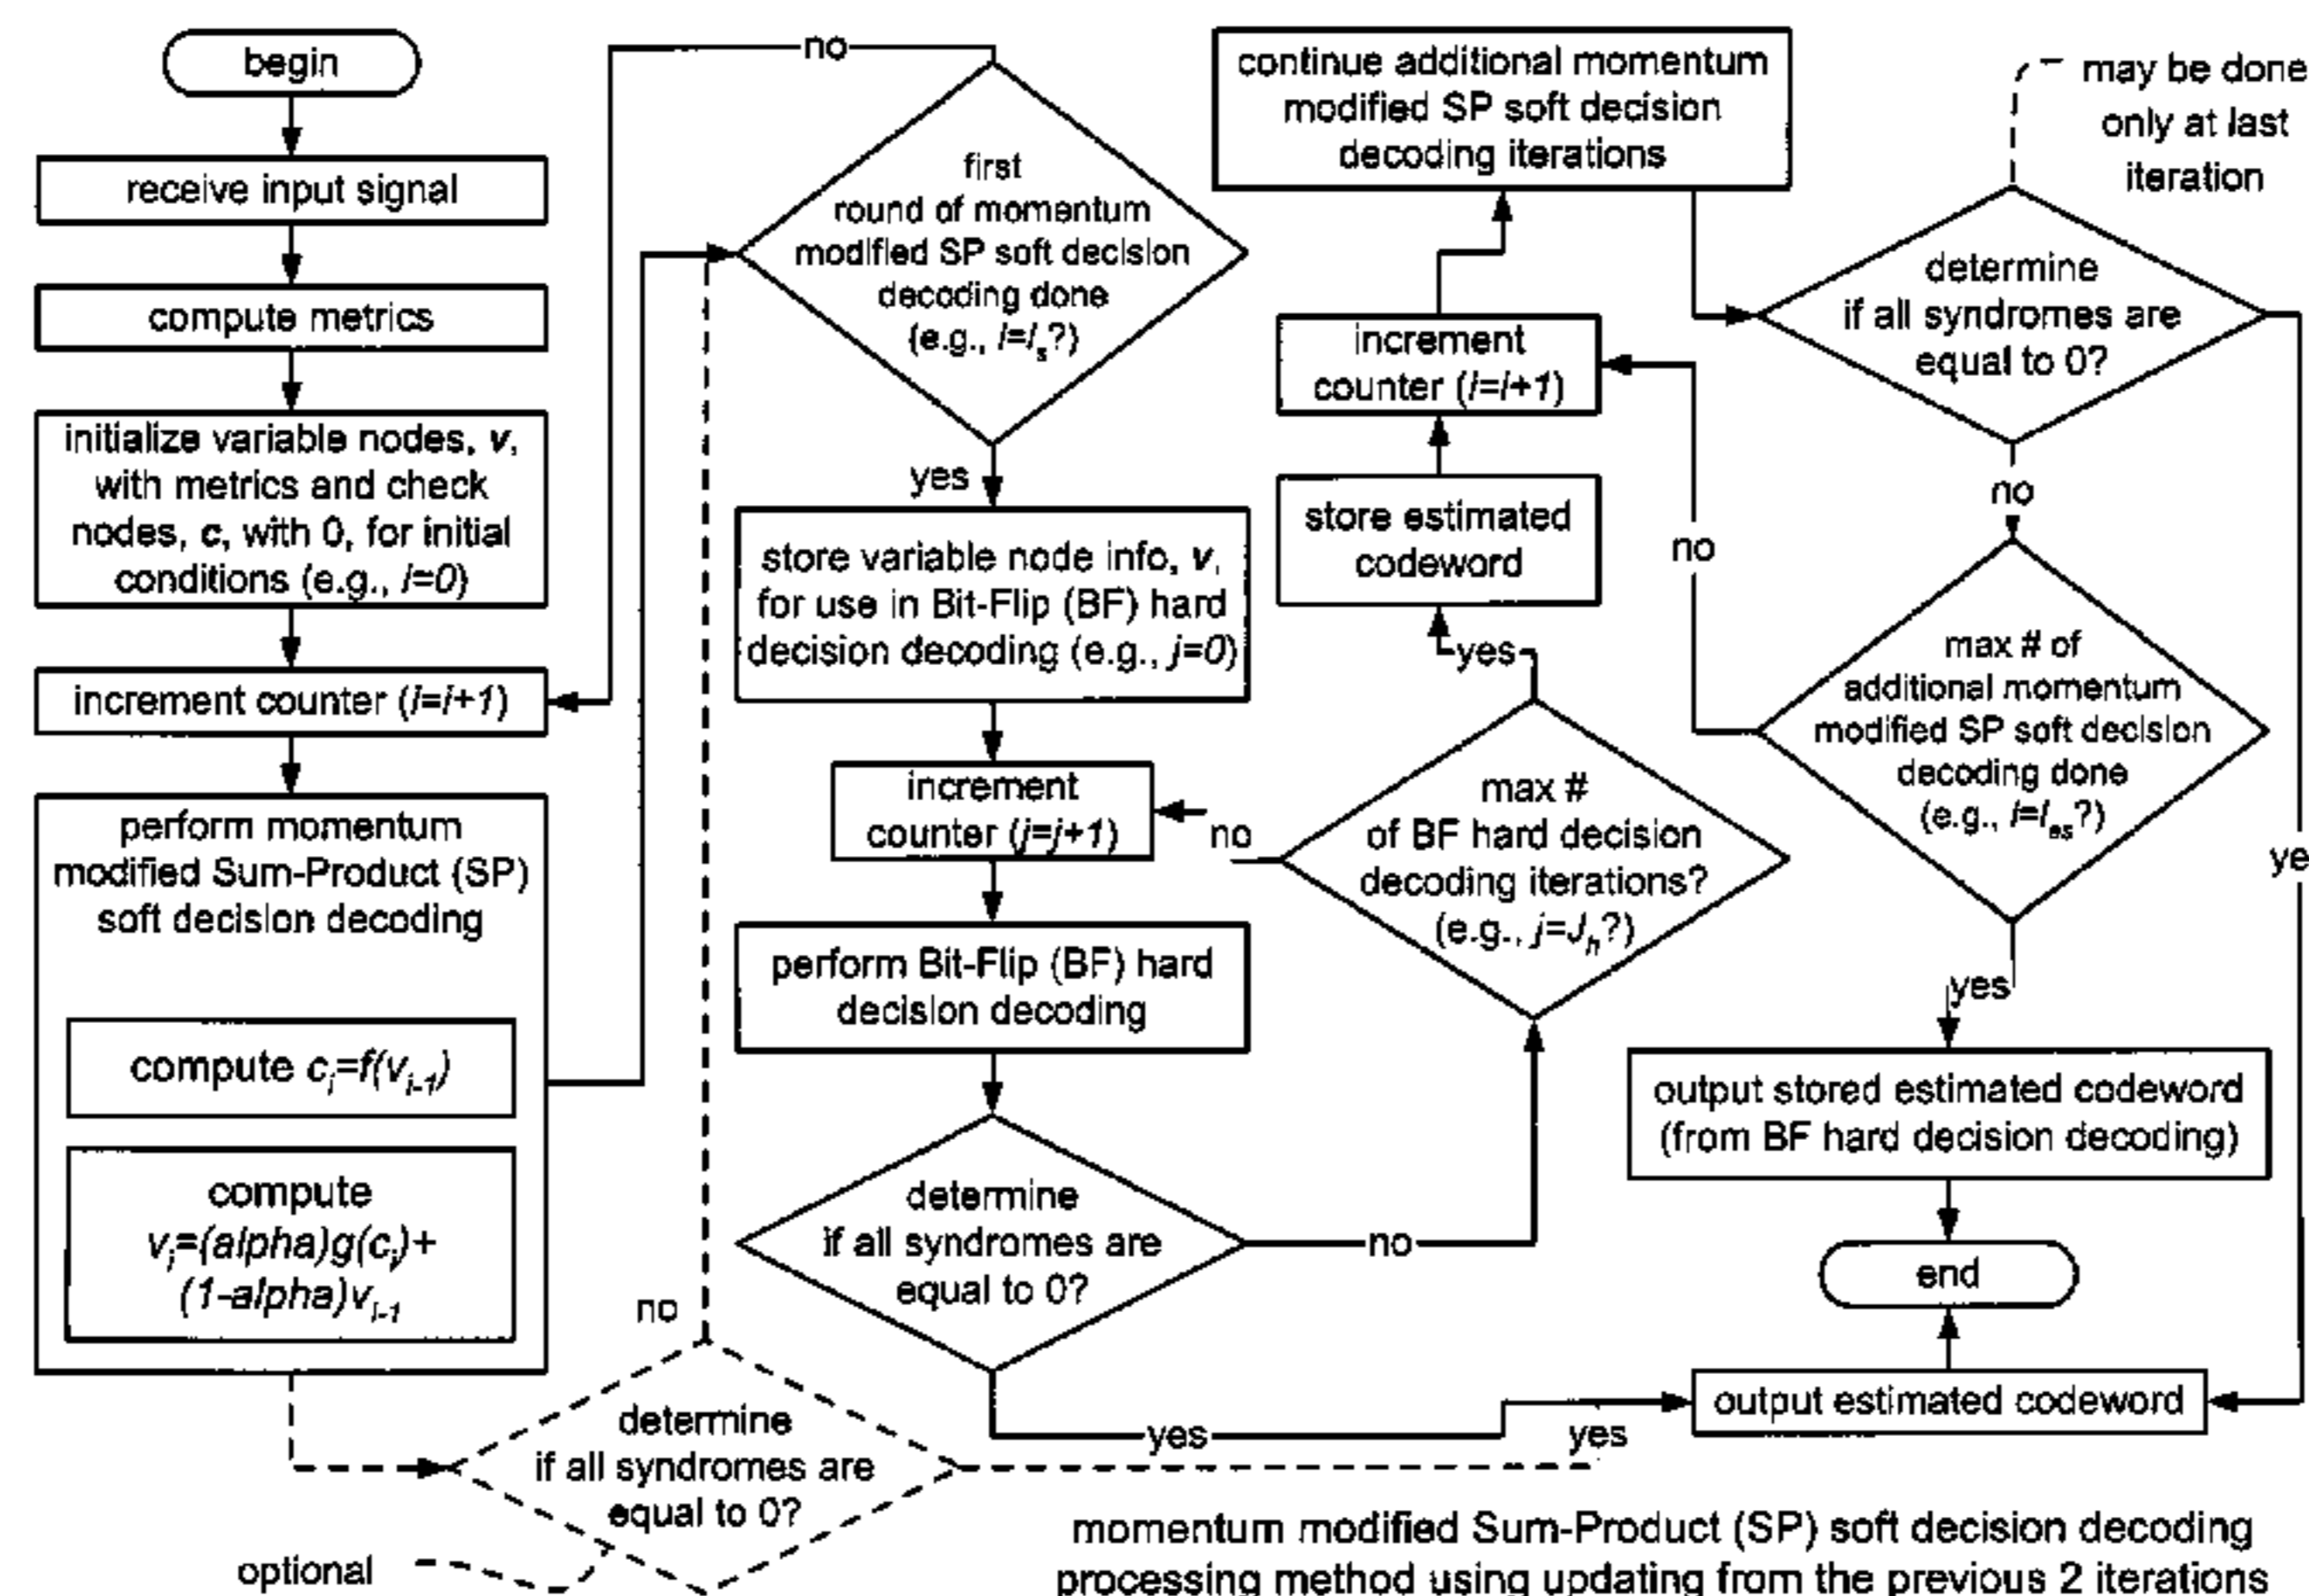 begin
receive input signal
compute metrics
initialize variable nodes, v,
with metrics and check
nodes, c, with 0, for initial
conditions (e.g., i=0)
increment counter (i=i+1)
perform momentum
modified Sum-Product (SP)
soft decision decoding
compute c_i=f(v_i-1)
compute
v_i=(alpha)g(c_i)+
(1-alpha)v_i-1
optional
determine
if all syndromes are
equal to 0?
no
yes
no
first
round of momentum
modified SP soft decision
decoding done
(e.g., i=I_s?)
yes
store variable node info, v,
for use in Bit-Flip (BF) hard
decision decoding (e.g., j=0)
increment
counter (j=j+1)
perform Bit-Flip (BF) hard
decision decoding
determine
if all syndromes are
equal to 0?
yes
no
max #
of BF hard decision
decoding iterations?
(e.g., j=J_h?)
no
yes
store estimated
codeword
increment
counter (i=i+1)
continue additional momentum
modified SP soft decision
decoding iterations
may be done
only at last
iteration
determine
if all syndromes are
equal to 0?
no
ye
max # of
additional momentum
modified SP soft decision
decoding done
(e.g., i=I_es?)
no
yes
output stored estimated codeword
(from BF hard decision decoding)
end
output estimated codeword
momentum modified Sum-Product (SP) soft decision decoding
processing method using updating from the previous 2 iterations